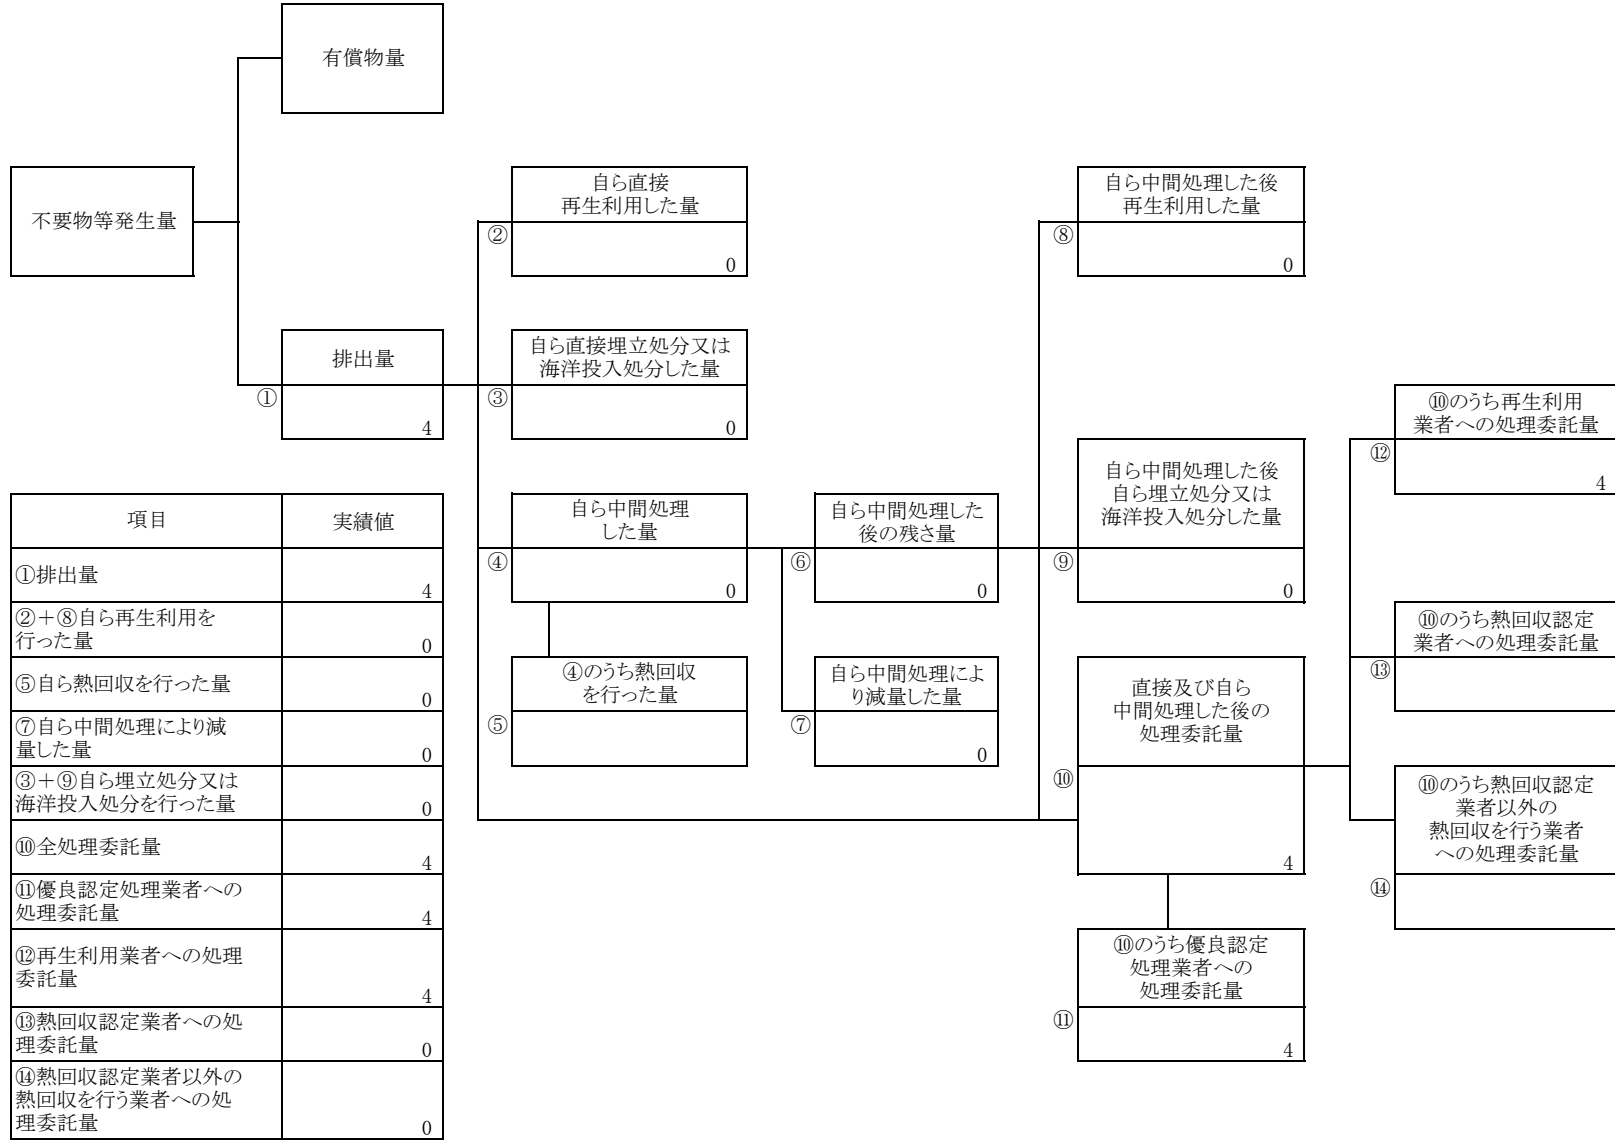 有償物量
不要物等発生量
自ら直接
再生利用した量
②
0
自ら中間処理した後
再生利用した量
⑧
0
排出量
①
4
自ら直接埋立処分又は
海洋投入処分した量
③
0
⑩のうち再生利用
業者への処理委託量
⑫
4
自ら中間処理
した量
④
0
自ら中間処理した
後の残さ量
⑥
0
自ら中間処理した後
自ら埋立処分又は
海洋投入処分した量
⑨
0
⑩のうち熱回収認定
業者への処理委託量
⑬
④のうち熱回収
を行った量
⑤
自ら中間処理によ
り減量した量
⑦
0
直接及び自ら
中間処理した後の
処理委託量
⑩
4
⑩のうち熱回収認定
業者以外の
熱回収を行う業者
への処理委託量
⑭
⑩のうち優良認定
処理業者への
処理委託量
⑪
4
項目 実績値
①排出量
4
②＋⑧自ら再生利用を
行った量
0
⑤自ら熱回収を行った量
0
⑦自ら中間処理により減
量した量
0
③＋⑨自ら埋立処分又は
海洋投入処分を行った量
0
⑩全処理委託量
4
⑪優良認定処理業者への
処理委託量
4
⑫再生利用業者への処理
委託量
4
⑬熱回収認定業者への処
理委託量
0
⑭熱回収認定業者以外の
熱回収を行う業者への処
理委託量
0